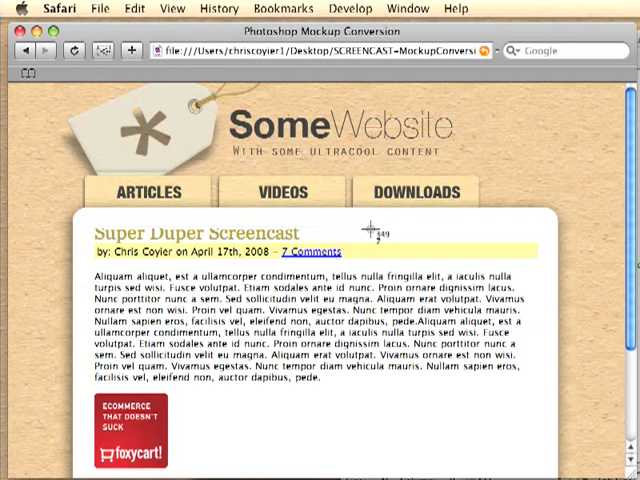 Safari File Edit View History Bookmarks Develop Window Help
Photoshop Mockup Conversion
file:///Users/chriscoyier1/Desktop/SCREENCAST=MockupConversi
Google
SomeWebsite
WITH SOME ULTRACOOL CONTENT
ARTICLES VIDEOS DOWNLOADS
Super Duper Screencast
by: Chris Coyier on April 17th, 2008 – 7 Comments
Aliquam aliquet, est a ullamcorper condimentum, tellus nulla fringilla elit, a iaculis nulla
turpis sed wisi. Fusce volutpat. Etiam sodales ante id nunc. Proin ornare dignissim lacus.
Nunc porttitor nunc a sem. Sed sollicitudin velit eu magna. Aliquam erat volutpat. Vivamus
ornare est non wisi. Proin vel quam. Vivamus egestas. Nunc tempor diam vehicula mauris.
Nullam sapien eros, facilisis vel, eleifend non, auctor dapibus, pede.Aliquam aliquet, est a
ullamcorper condimentum, tellus nulla fringilla elit, a iaculis nulla turpis sed wisi. Fusce
volutpat. Etiam sodales ante id nunc. Proin ornare dignissim lacus. Nunc porttitor nunc a
sem. Sed sollicitudin velit eu magna. Aliquam erat volutpat. Vivamus ornare est non wisi.
Proin vel quam. Vivamus egestas. Nunc tempor diam vehicula mauris. Nullam sapien eros,
facilisis vel, eleifend non, auctor dapibus, pede.
ECOMMERCE
THAT DOESN'T
SUCK
foxycart!